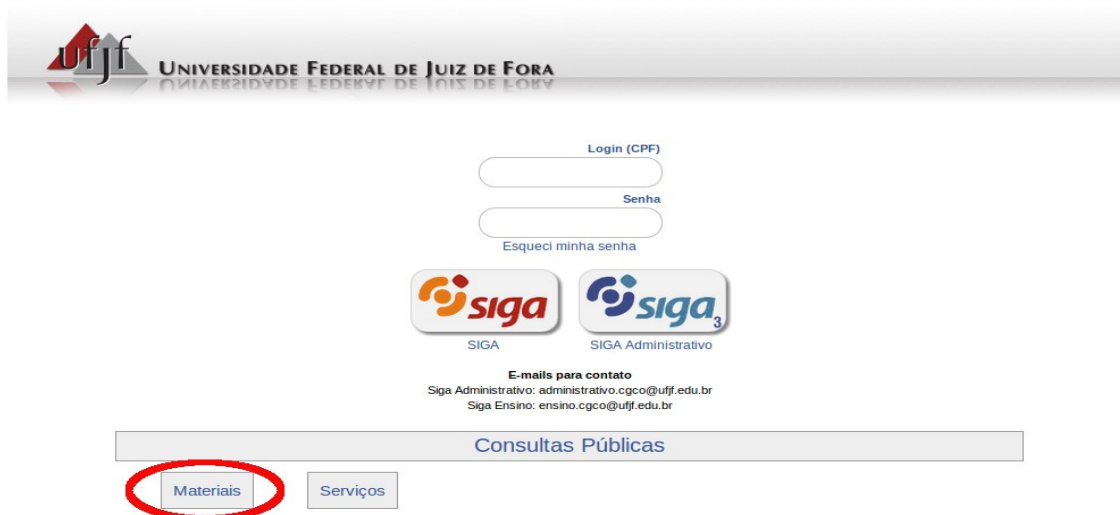 ufjf
UNIVERSIDADE FEDERAL DE JUIZ DE FORA
Login (CPF)
Senha
Esqueci minha senha
siga siga 3
SIGA SIGA Administrativo
E-mails para contato
Siga Administrativo: administrativo.cgco@ufjf.edu.br
Siga Ensino: ensino.cgco@ufjf.edu.br
Consultas Públicas
Materiais Serviços